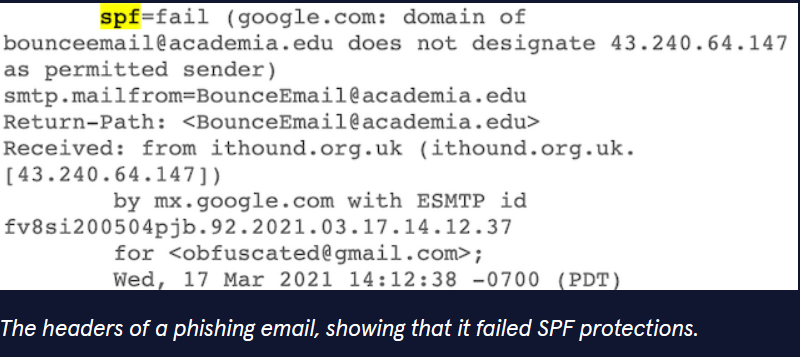 spf=fail (google.com: domain of
bounceemail@academia.edu does not designate 43.240.64.147
as permitted sender)
smtp.mailfrom=BounceEmail@academia.edu
Return-Path: <BounceEmail@academia.edu>
Received: from ithound.org.uk (ithound.org.uk.
[43.240.64.147])
by mx.google.com with ESMTP id
fv8si200504pjb.92.2021.03.17.14.12.37
for <obfuscated@gmail.com>;
Wed, 17 Mar 2021 14:12:38 -0700 (PDT)
The headers of a phishing email, showing that it failed SPF protections.